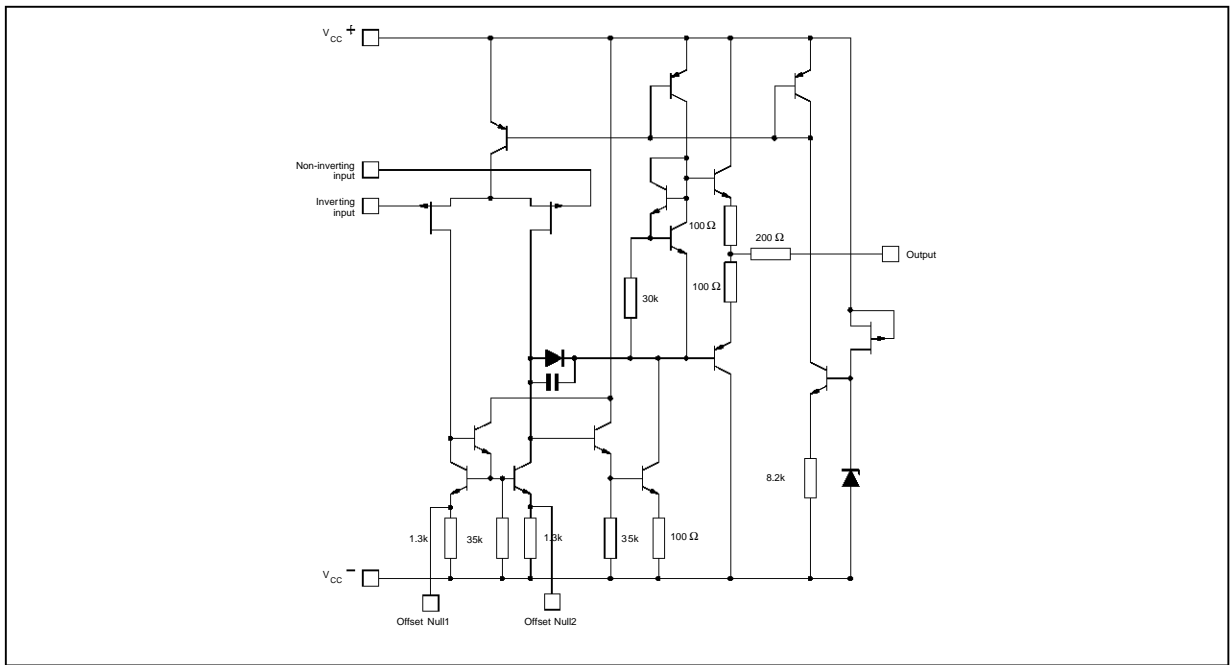 V CC +
Non-inverting
input
Inverting
input
100 Ω
200 Ω
Output
100 Ω
30k
8.2k
1.3k
35k
1.3k
35k
100 Ω
V CC -
Offset Null1
Offset Null2